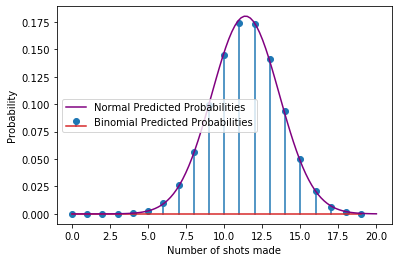 0.175
0.150
0.125
0.100
0.075
0.050
0.025
0.000
Probability
Normal Predicted Probabilities
Binomial Predicted Probabilities
0.0 2.5 5.0 7.5 10.0 12.5 15.0 17.5 20.0
Number of shots made